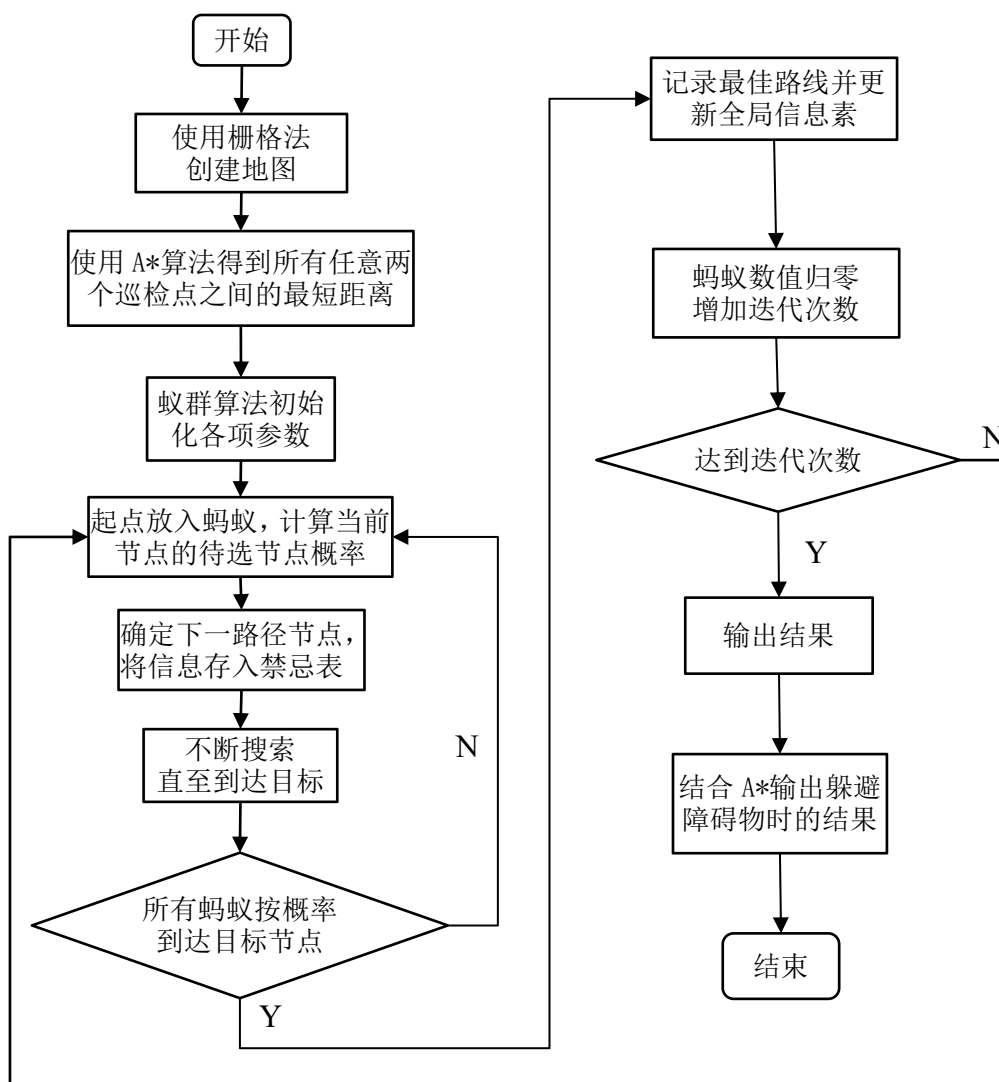 开始
使用栅格法
创建地图
使用 A*算法得到所有任意两
个巡检点之间的最短距离
蚁群算法初始
化各项参数
起点放入蚂蚁，计算当前
节点的待选节点概率
确定下一路径节点，
将信息存入禁忌表
不断搜索
直至到达目标
N
所有蚂蚁按概率
到达目标节点
Y
记录最佳路线并更
新全局信息素
蚂蚁数值归零
增加迭代次数
达到迭代次数
N
Y
输出结果
结合 A*输出躲避
障碍物时的结果
结束